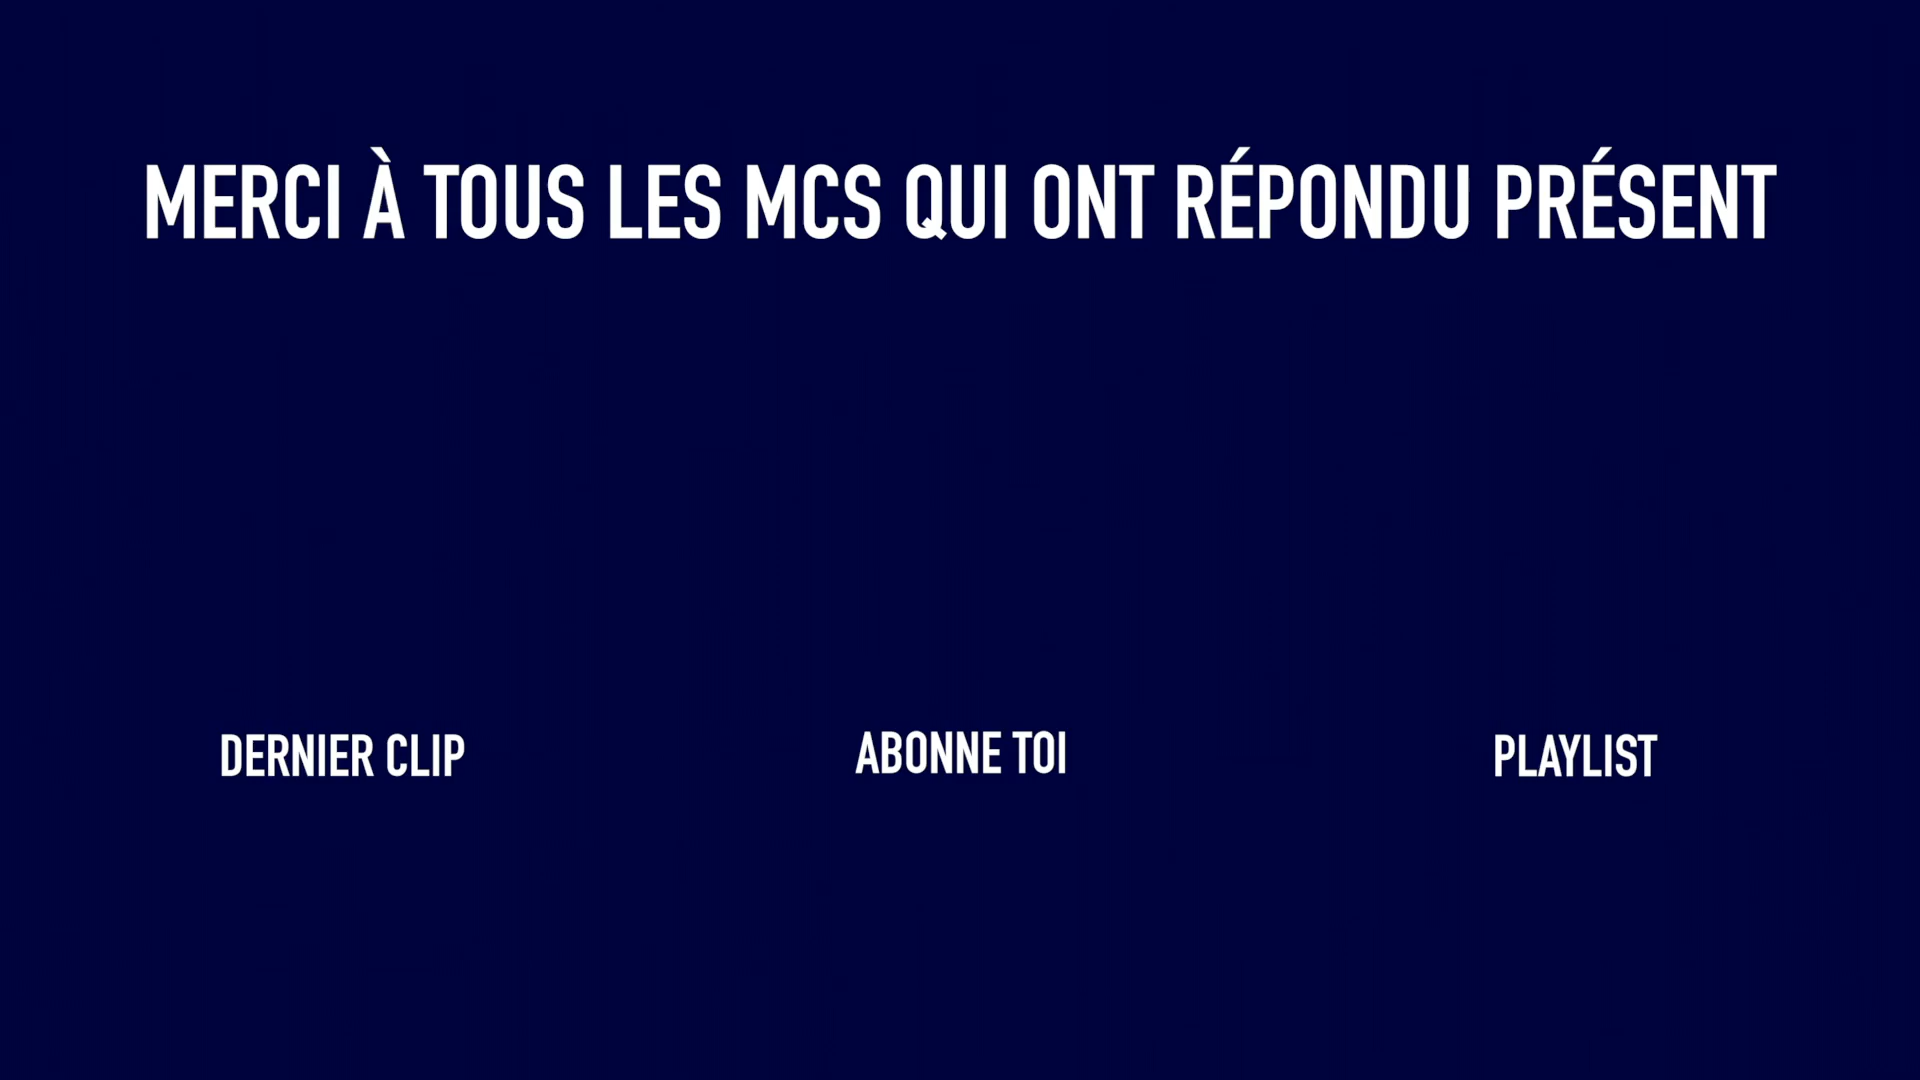 MERCI À TOUS LES MCS QUI ONT RÉPONDU PRÉSENT
DERNIER CLIP
ABONNE TOI
PLAYLIST